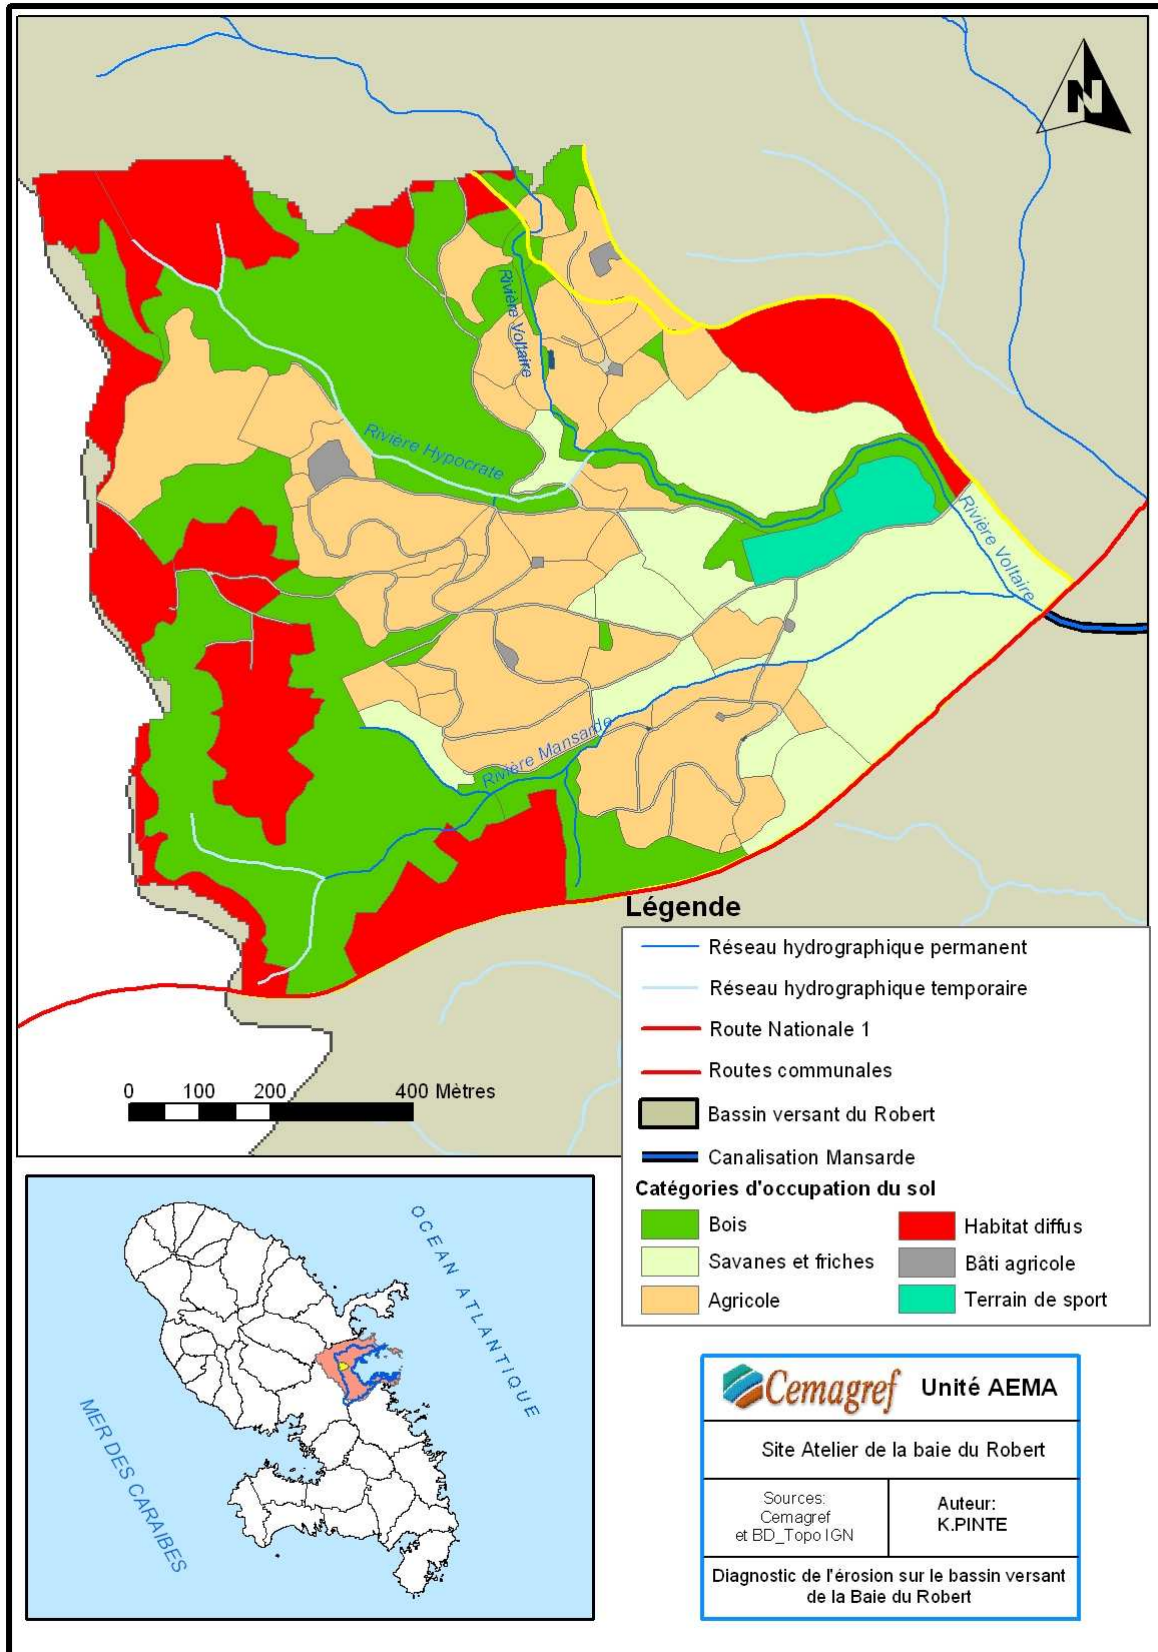 N
Rivière Voltaire
Rivière Hypocrate
Rivière Voltaire
Rivière Mansarde
Légende
Réseau hydrographique permanent
Réseau hydrographique temporaire
Route Nationale 1
Routes communales
Bassin versant du Robert
Canalisation Mansarde
Catégories d'occupation du sol
Bois
Habitat diffus
Savanes et friches
Bâti agricole
Agricole
Terrain de sport
0 100 200 400 Mètres
OCEAN ATLANTIQUE
MER DES CARAIBES
Cemagref Unité AEMA
Site Atelier de la baie du Robert
Sources:
Cemagref
et BD_Topo IGN
Auteur:
K.PINTE
Diagnostic de l'érosion sur le bassin versant
de la Baie du Robert